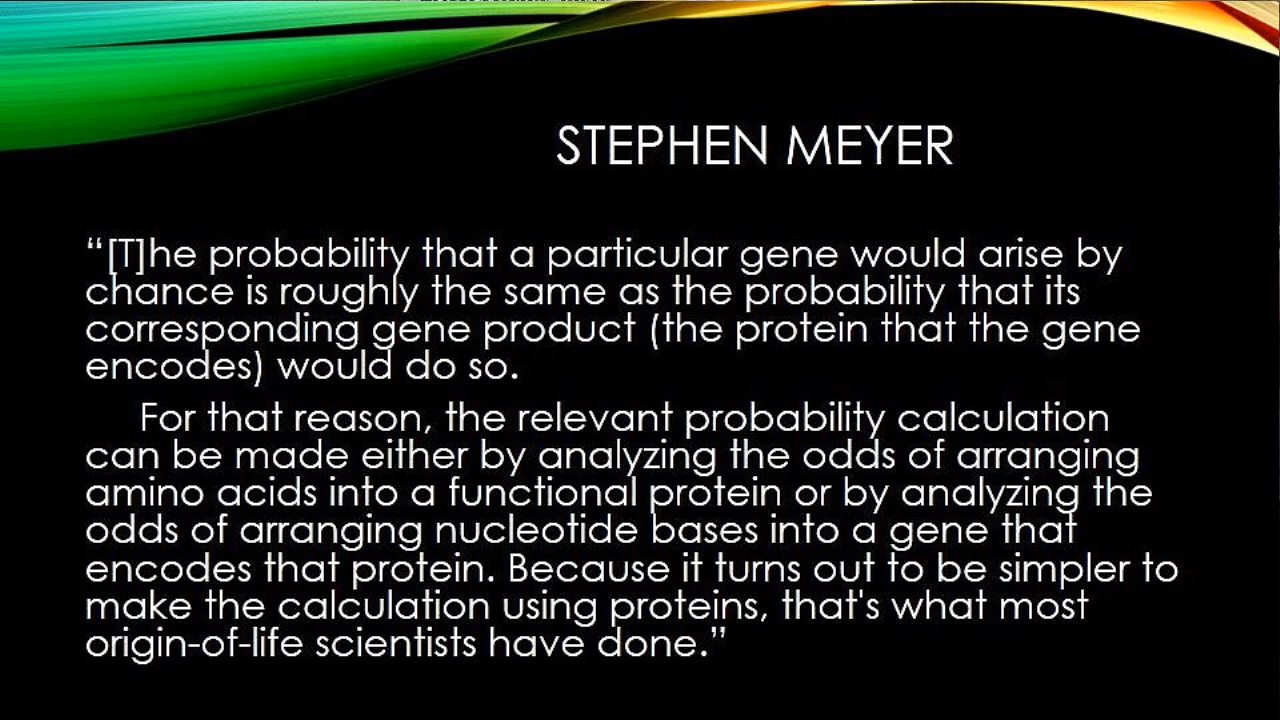 STEPHEN MEYER
“[T]he probability that a particular gene would arise by
chance is roughly the same as the probability that its
corresponding gene product (the protein that the gene
encodes) would do so.
For that reason, the relevant probability calculation
can be made either by analyzing the odds of arranging
amino acids into a functional protein or by analyzing the
odds of arranging nucleotide bases into a gene that
encodes that protein. Because it turns out to be simpler to
make the calculation using proteins, that's what most
origin-of-life scientists have done.”